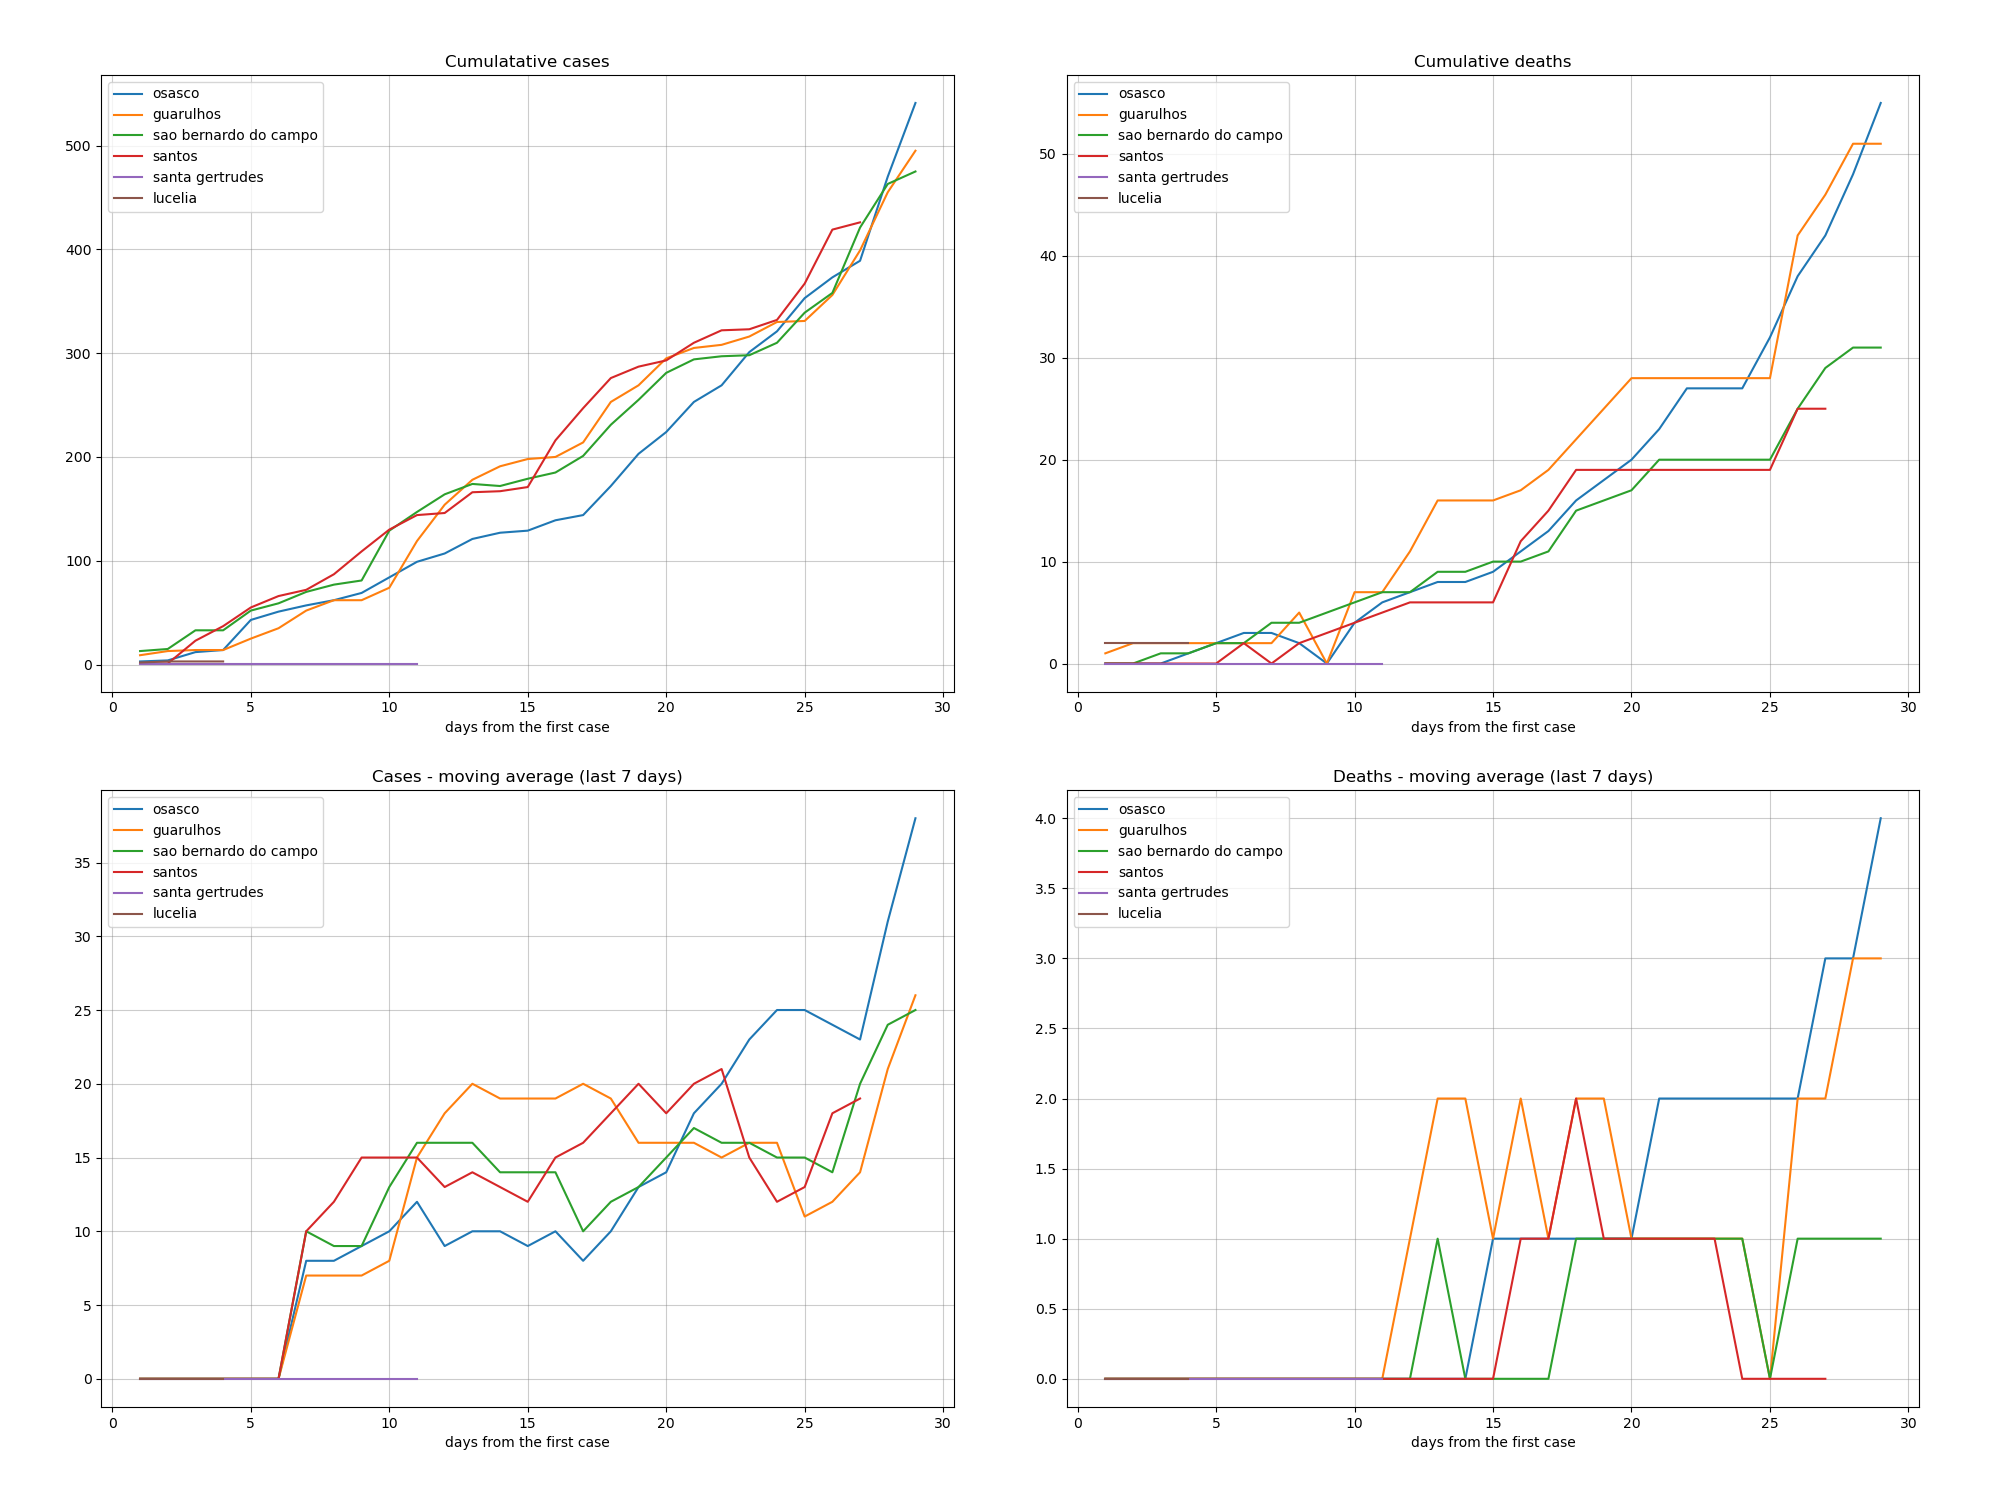 Cumulatative cases
osasco
guarulhos
sao bernardo do campo
santos
santa gertrudes
lucelia
500
400
300
200
100
0
0 5 10 15 20 25 30
days from the first case
Cumulative deaths
osasco
guarulhos
sao bernardo do campo
santos
santa gertrudes
lucelia
50
40
30
20
10
0
0 5 10 15 20 25 30
days from the first case
Cases - moving average (last 7 days)
osasco
guarulhos
sao bernardo do campo
santos
santa gertrudes
lucelia
35
30
25
20
15
10
5
0
0 5 10 15 20 25 30
days from the first case
Deaths - moving average (last 7 days)
osasco
guarulhos
sao bernardo do campo
santos
santa gertrudes
lucelia
4.0
3.5
3.0
2.5
2.0
1.5
1.0
0.5
0.0
0 5 10 15 20 25 30
days from the first case